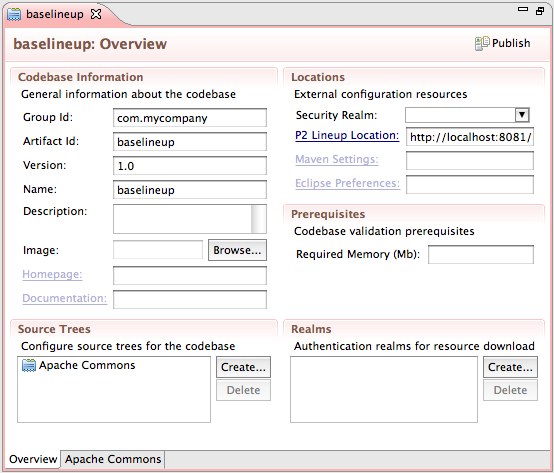 baselineup
baselineup: Overview
Publish
Codebase Information
General information about the codebase
Group Id: com.mycompany
Artifact Id: baselineup
Version: 1.0
Name: baselineup
Description:
Image: Browse...
Homepage:
Documentation:
Locations
External configuration resources
Security Realm:
P2 Lineup Location: http://localhost:8081/
Maven Settings:
Eclipse Preferences:
Prerequisites
Codebase validation prerequisites
Required Memory (Mb):
Source Trees
Configure source trees for the codebase
Apache Commons
Create...
Delete
Realms
Authentication realms for resource download
Create...
Delete
Overview Apache Commons